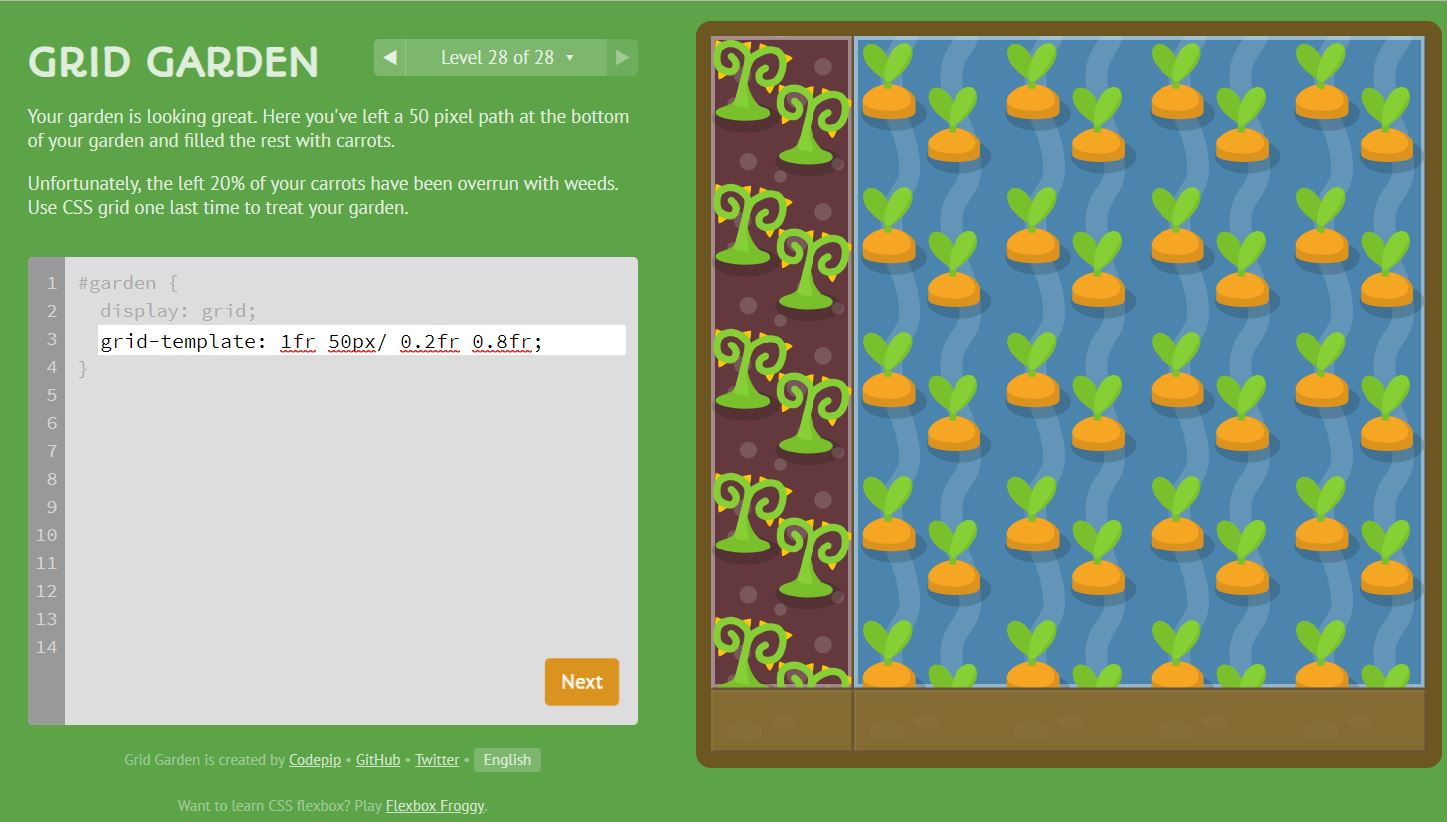 GRID GARDEN
◀ Level 28 of 28 ▾ ▶
Your garden is looking great. Here you've left a 50 pixel path at the bottom
of your garden and filled the rest with carrots.
Unfortunately, the left 20% of your carrots have been overrun with weeds.
Use CSS grid one last time to treat your garden.
1 #garden {
2 display: grid;
3 grid-template: 1fr 50px/ 0.2fr 0.8fr;
4 }
5
6
7
8
9
10
11
12
13
14
Next
Grid Garden is created by Codepip • GitHub • Twitter • English
Want to learn CSS flexbox? Play Flexbox Froggy.